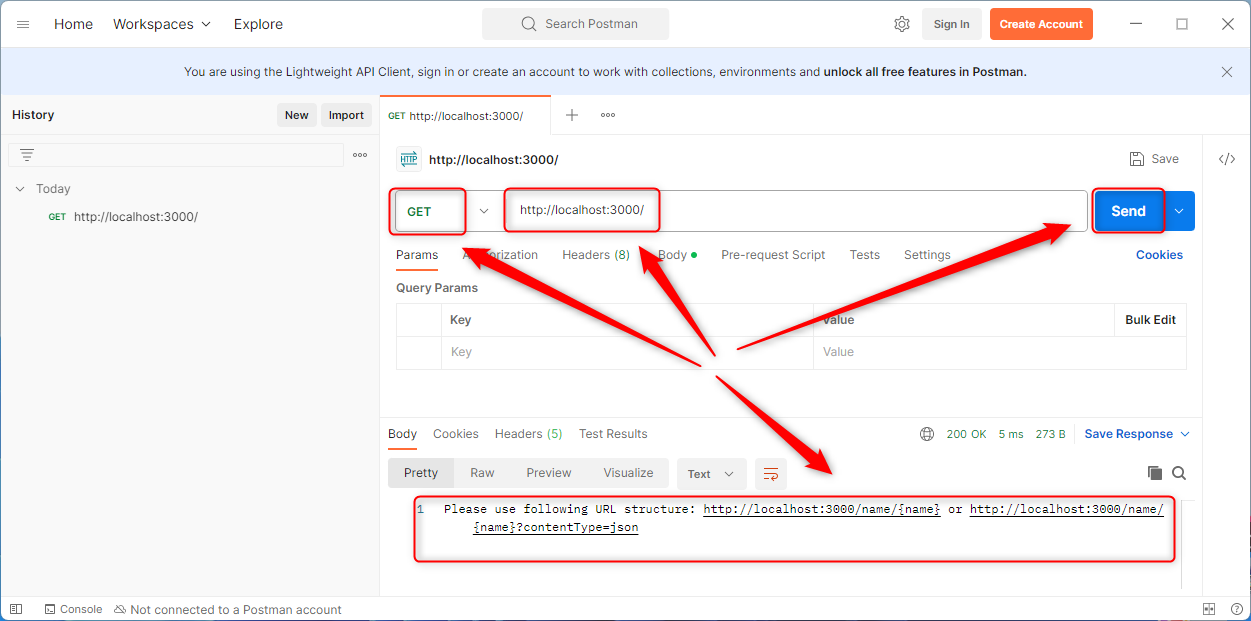 Home Workspaces Explore Search Postman Sign In Create Account
You are using the Lightweight API Client, sign in or create an account to work with collections, environments and unlock all free features in Postman.
History New Import
GET http://localhost:3000/
HTTP http://localhost:3000/ Save </>
Today
GET http://localhost:3000/
GET http://localhost:3000/ Send
Params Headers (8) Body Pre-request Script Tests Settings Cookies
Query Params
Key Value Bulk Edit
Key Value
Body Cookies Headers (5) Test Results 200 OK 5 ms 273 B Save Response
Pretty Raw Preview Visualize Text
1 Please use following URL structure: http://localhost:3000/name/{name} or http://localhost:3000/name/
{name}?contentType=json
Console Not connected to a Postman account